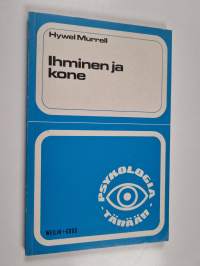 Hywel Murrell
Ihminen ja
kone
PSYKOLOGIA
-TÄNÄÄN-
WEILIN+GÖÖS